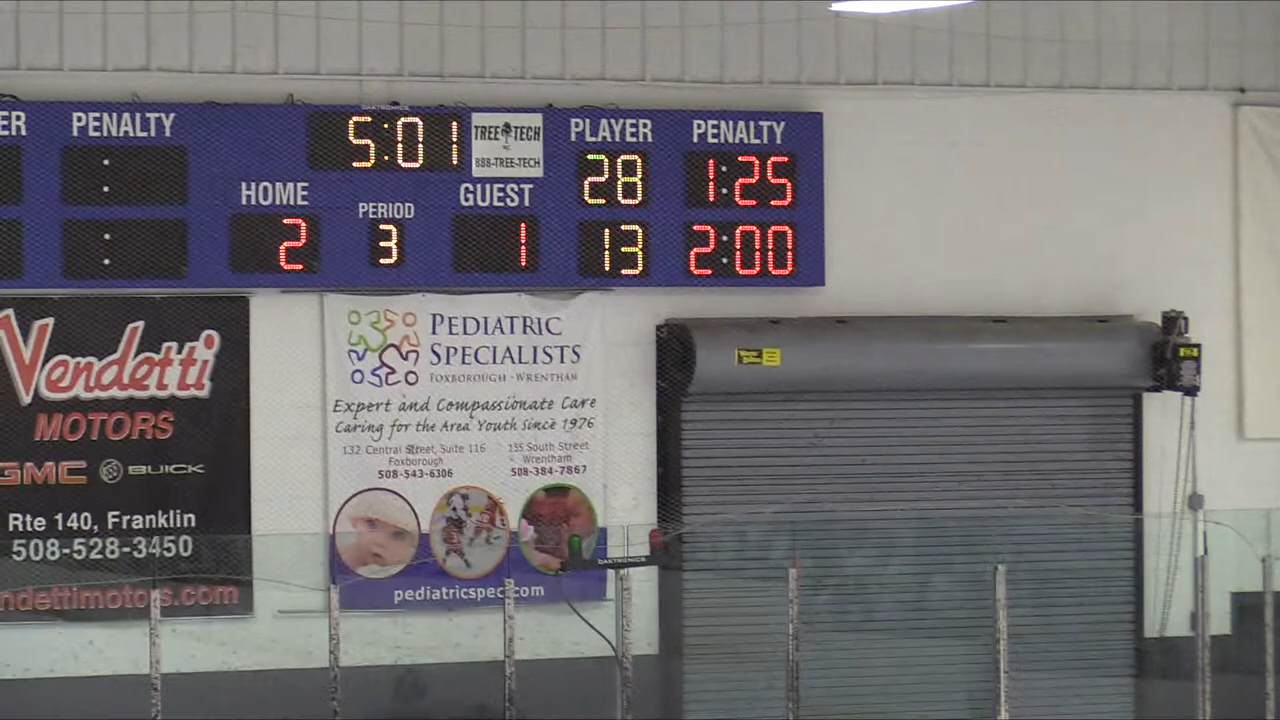 ER PENALTY
DAKTRONICS
5:01
TREE TECH
888-TREE-TECH
PLAYER PENALTY
28 1:25
HOME PERIOD GUEST
2 3 1
13 2:00
Vendetti
MOTORS
GMC BUICK
Rte 140, Franklin
508-528-3450
ndettimotors.com
PEDIATRIC
SPECIALISTS
FOXBOROUGH - WRENTHAM
Expert and Compassionate Care
Caring for the Area Youth Since 1976
132 Central Street, Suite 116
Foxborough
508-543-6306
155 South Street
Wrentham
508-384-7867
pediatricspec.com
DAKTRONICS